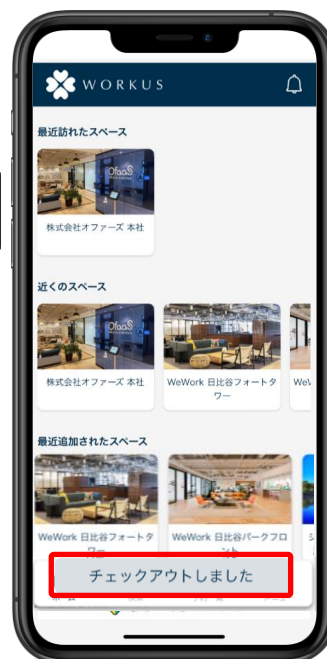 WORKUS
最近訪れたスペース
OfaaS
株式会社オファーズ 本社
近くのスペース
OfaaS
株式会社オファーズ 本社
WeWork 日比谷フォートタ
ワー
最近追加されたスペース
WeWork 日比谷フォートタ
WeWork 日比谷パークフロ
チェックアウトしました